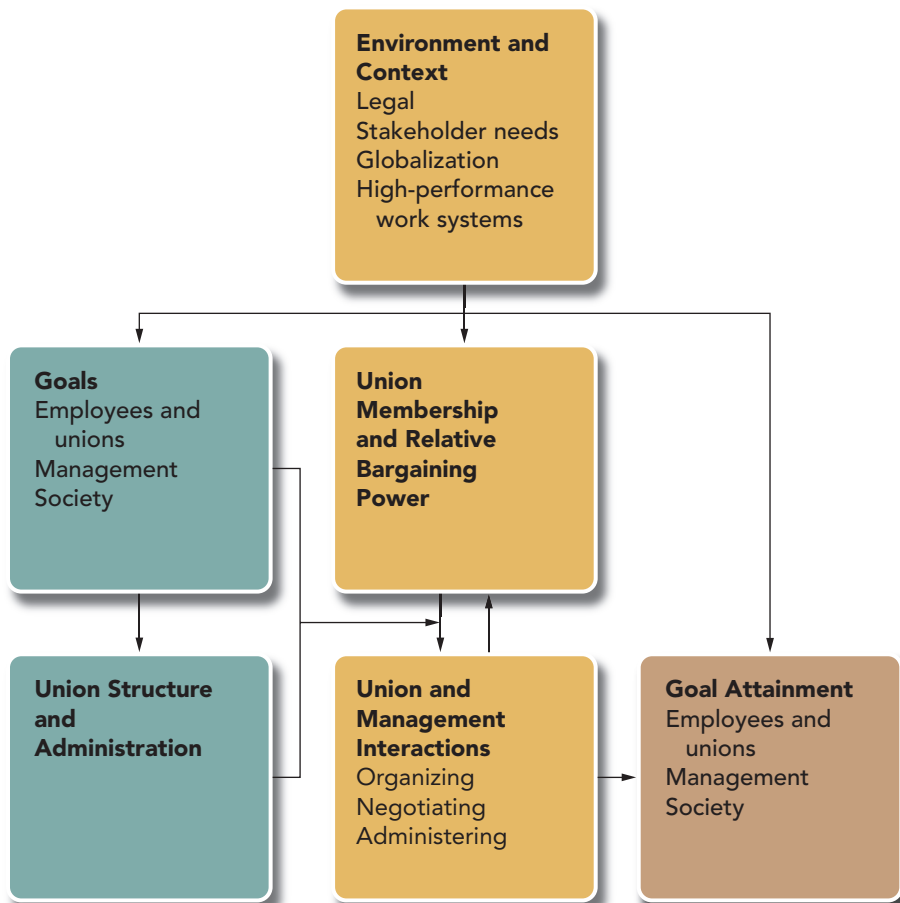 Environment and
Context
Legal
Stakeholder needs
Globalization
High-performance
work systems
Goals
Employees and
unions
Management
Society
Union
Membership
and Relative
Bargaining
Power
Union Structure
and
Administration
Union and
Management
Interactions
Organizing
Negotiating
Administering
Goal Attainment
Employees and
unions
Management
Society